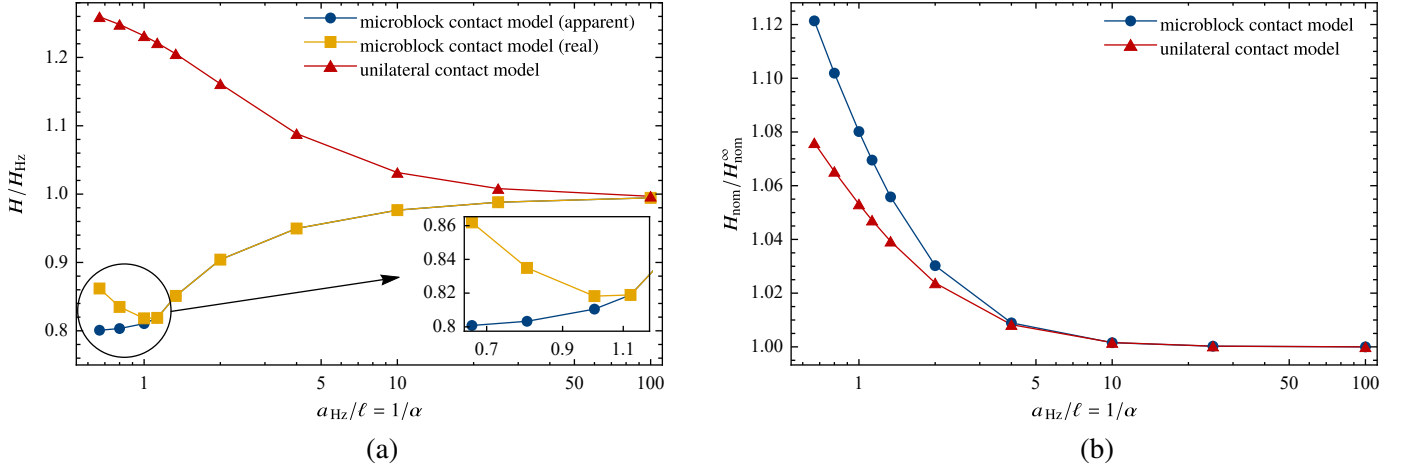 microblock contact model (apparent)
microblock contact model (real)
unilateral contact model
1.2
1.1
1.0
0.9
0.8
H/H_Hz
0.86
0.84
0.82
0.8
0.7 0.9 1.1
1 5 10 50 100
a_Hz/ℓ = 1/α
(a)
microblock contact model
unilateral contact model
1.12
1.10
1.08
1.06
1.04
1.02
1.00
H_nom/H_nom^∞
1 5 10 50 100
a_Hz/ℓ = 1/α
(b)